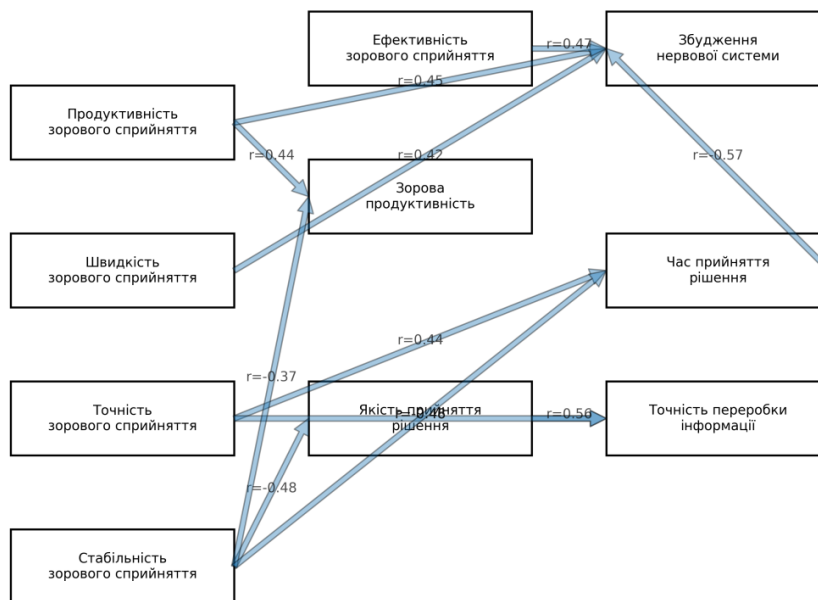 Ефективність
зорового сприйняття
r=0.47
Збудження
нервової системи
r=0.45
Продуктивність
зорового сприйняття
r=0.44
r=0.42
r=-0.57
Зорова
продуктивність
Швидкість
зорового сприйняття
Час прийняття
рішення
r=0.44
r=-0.37
Точність
зорового сприйняття
Якість прийняття
рішення
r=0.56
Точність переробки
інформації
r=-0.48
Стабільність
зорового сприйняття